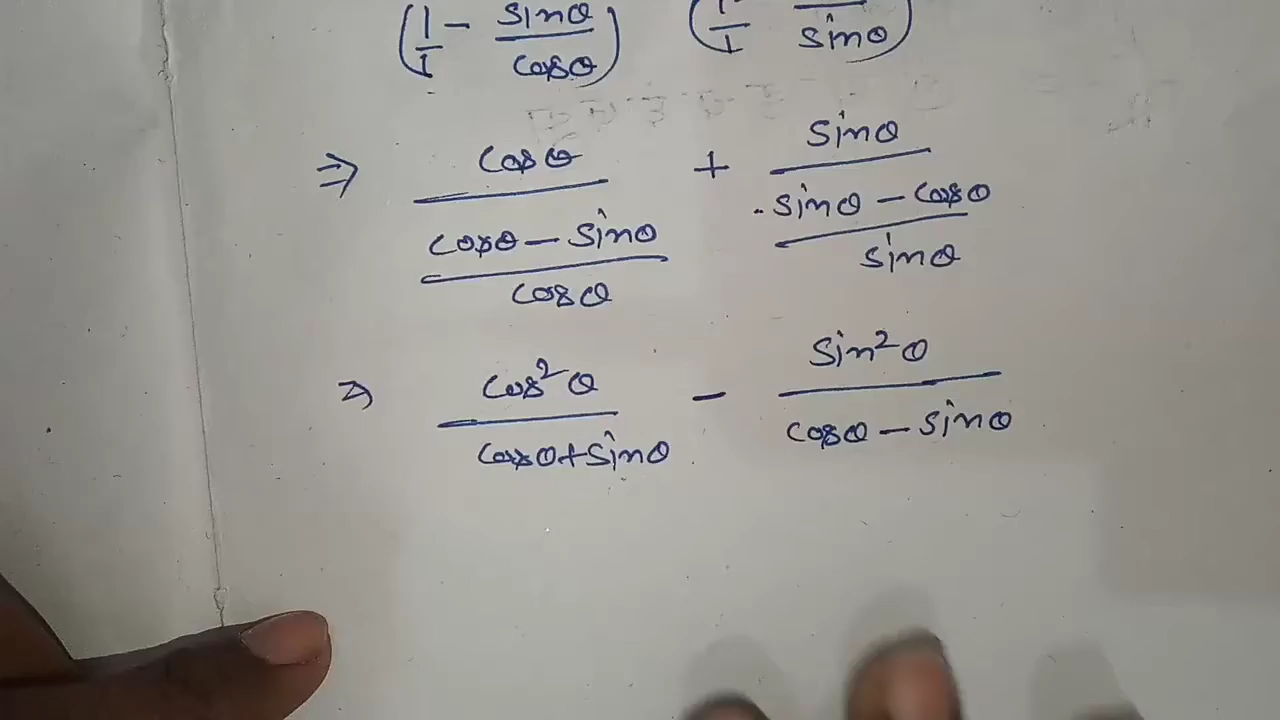 (1/1 - sinθ/cosθ) (1/1 /sinθ)
⇒ cosθ/((cosθ - sinθ)/cosθ) + sinθ/((sinθ - cosθ)/sinθ)
⇒ cos²θ/(cosθ+sinθ) - sin²θ/(cosθ - sinθ)